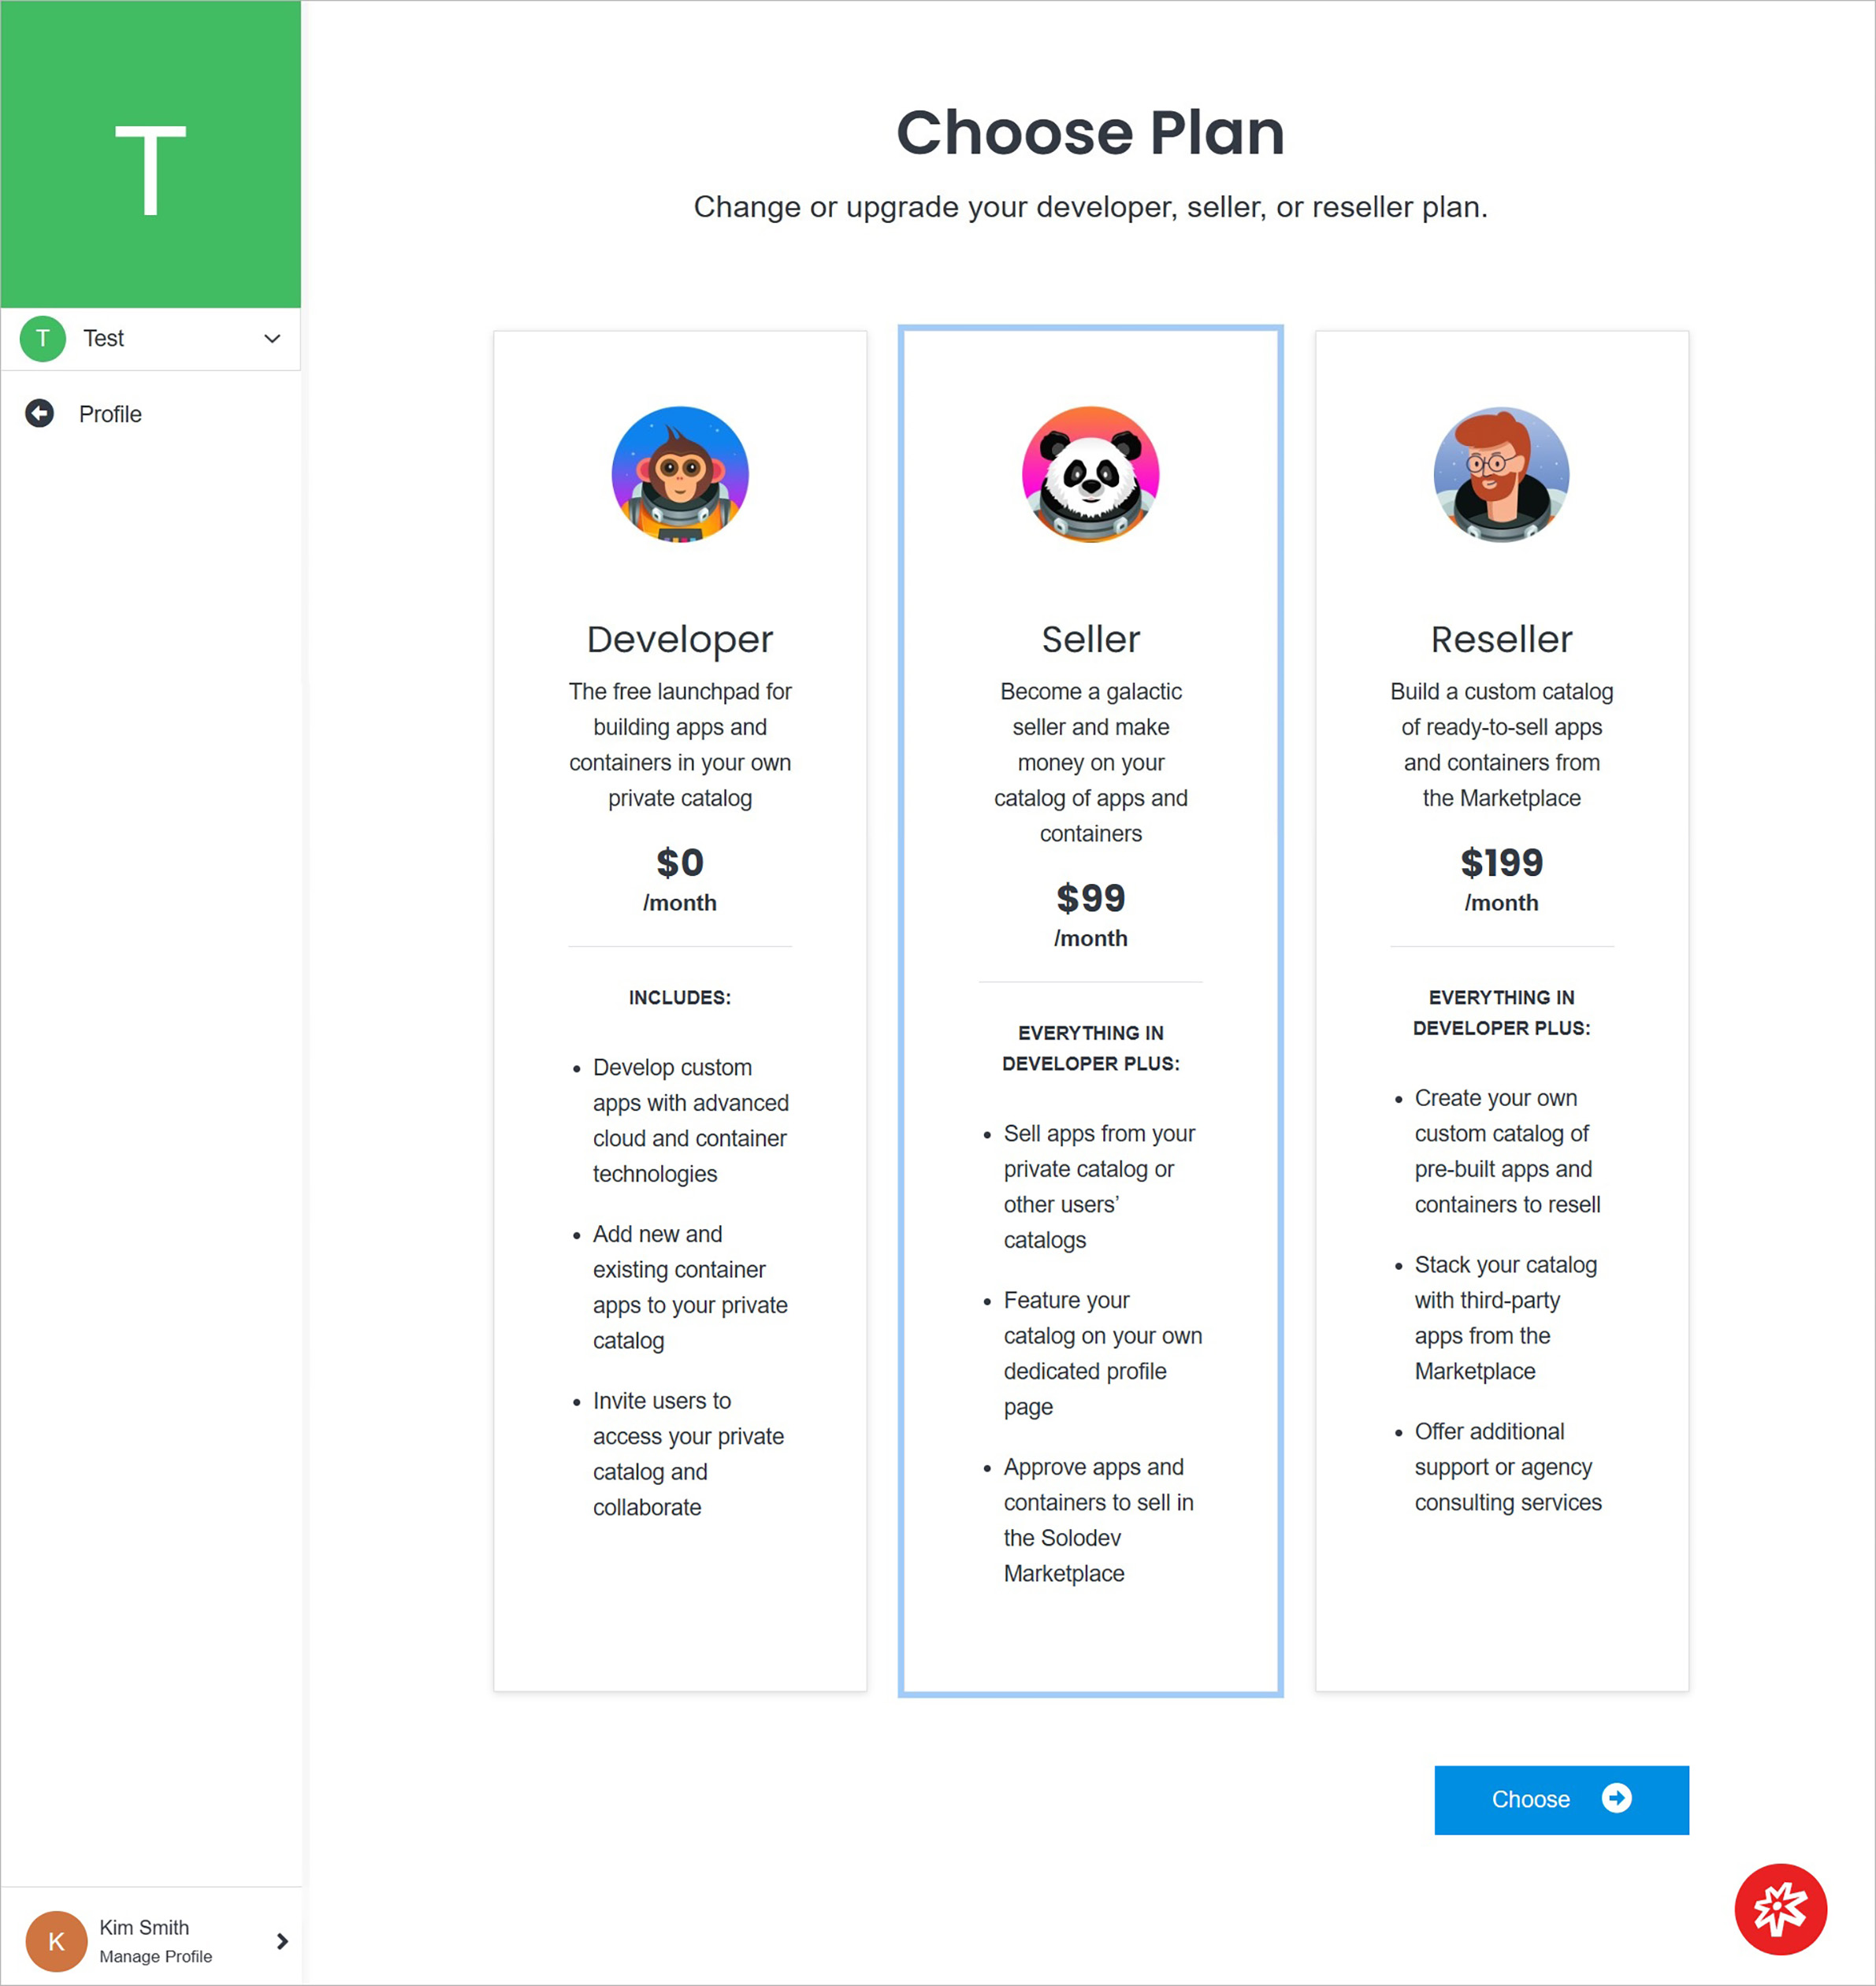 T
T Test
Profile
Choose Plan
Change or upgrade your developer, seller, or reseller plan.
Developer
The free launchpad for
building apps and
containers in your own
private catalog
$0
/month
INCLUDES:
• Develop custom
apps with advanced
cloud and container
technologies
• Add new and
existing container
apps to your private
catalog
• Invite users to
access your private
catalog and
collaborate
Seller
Become a galactic
seller and make
money on your
catalog of apps and
containers
$99
/month
EVERYTHING IN
DEVELOPER PLUS:
• Sell apps from your
private catalog or
other users’
catalogs
• Feature your
catalog on your own
dedicated profile
page
• Approve apps and
containers to sell in
the Solodev
Marketplace
Reseller
Build a custom catalog
of ready-to-sell apps
and containers from
the Marketplace
$199
/month
EVERYTHING IN
DEVELOPER PLUS:
• Create your own
custom catalog of
pre-built apps and
containers to resell
• Stack your catalog
with third-party
apps from the
Marketplace
• Offer additional
support or agency
consulting services
Choose
K
Kim Smith
Manage Profile